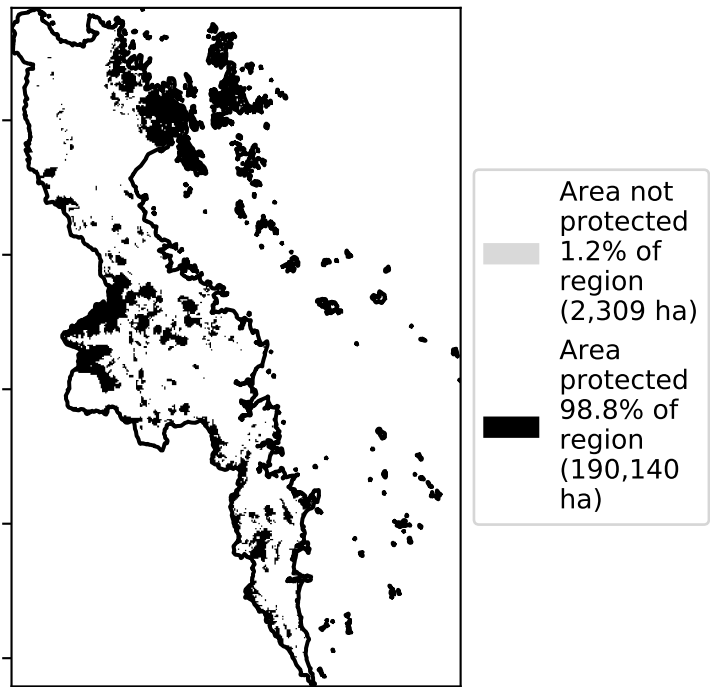 Area not
protected
1.2% of
region
(2,309 ha)
Area
protected
98.8% of
region
(190,140
ha)